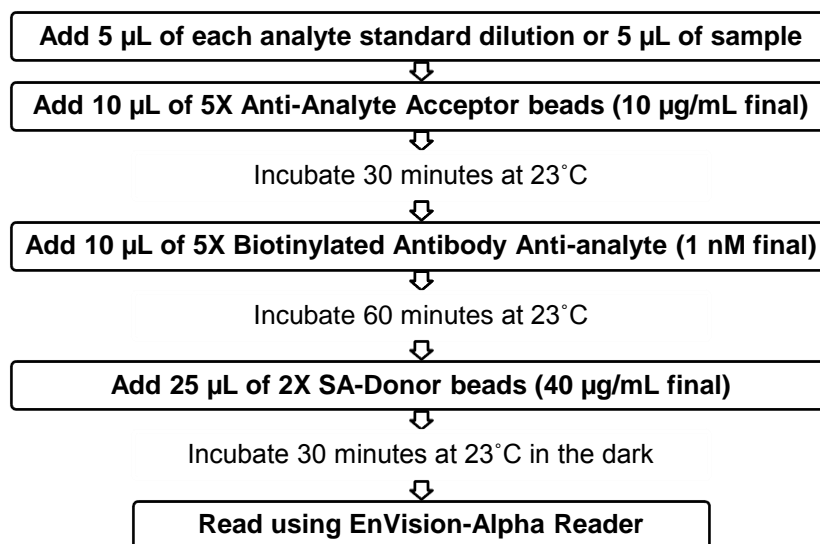 Add 5 µL of each analyte standard dilution or 5 µL of sample
Add 10 µL of 5X Anti-Analyte Acceptor beads (10 µg/mL final)
Incubate 30 minutes at 23˚C
Add 10 µL of 5X Biotinylated Antibody Anti-analyte (1 nM final)
Incubate 60 minutes at 23˚C
Add 25 µL of 2X SA-Donor beads (40 µg/mL final)
Incubate 30 minutes at 23˚C in the dark
Read using EnVision-Alpha Reader